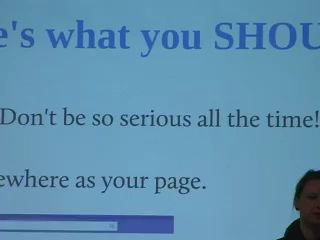 e's what you SHOU
Don't be so serious all the time!
ewhere as your page.